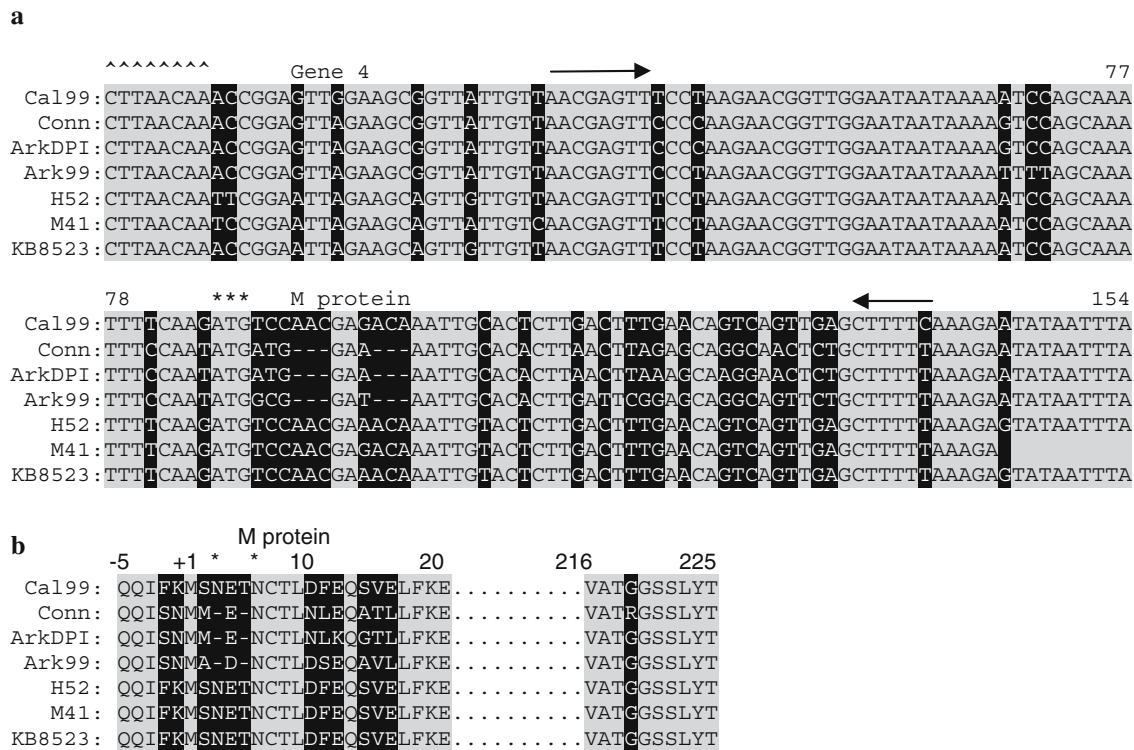 a
^^^^^^^^ Gene 4 77
Cal99:CTTAACAAACCGGAGTTGGAAGCGGTTATTGTTAACGAGTTTCCTAAGAACGGTTGGAATAATAAAAATCCAGCAAA
Conn:CTTAACAAACCGGAGTTAGAAGCGGTTATTGTTAACGAGTTCCCCAAGAACGGTTGGAATAATAAAAGTCCAGCAAA
ArkDPI:CTTAACAAACCGGAGTTAGAAGCGGTTATTGTTAACGAGTTCCCCAAGAACGGTTGGAATAATAAAAGTCCAGCAAA
Ark99:CTTAACAAACCGGAGTTAGAAGCGGTTATTGTTAACGAGTTCCCTAAGAACGGTTGGAATAATAAAATTTTAGCAAA
H52:CTTAACAATTCGGAATTAGAAGCAGTTATTGTTAACGAGTTTCCTAAGAACGGTTGGAATAATAAAAATCCAGCAAA
M41:CTTAACAATCCGGAATTAGAAGCAGTTATTGTCAACGAGTTTCCTAAGAACGGTTGGAATAATAAAAATCCAGCAAA
KB8523:CTTAACAAACCGGAATTAGAAGCAGTTGTTGTTAACGAGTTTCCTAAGAACGGTTGGAATAATAAAAATCCAGCAAA
78 *** M protein 154
Cal99:TTTTCAAGATGTCCAACGAGACAAATTGCACTCTTGACTTTGAACAGTCAGTTGAGCTTTTCAAAGAATATAATTTA
Conn:TTTCCAATATGATG---GAA---AATTGCACACTTAACTTAGAGCAGGCAACTCTGCTTTTTAAAGAATATAATTTA
ArkDPI:TTTCCAATATGATG---GAA---AATTGCACACTTAACTTAAAGCAAGGAACTCTGCTTTTTAAAGAATATAATTTA
Ark99:TTTCCAATATGGCG---GAT---AATTGCACACTTGATTCGGAGCAGGCAGTTCTGCTTTTTAAAGAATATAATTTA
H52:TTTTCAAGATGTCCAACGAAACAAATTGTACTCTTGACTTTGAACAGTCAGTTGAGCTTTTTAAAGAGTATAATTTA
M41:TTTTCAAGATGTCCAACGAGACAAATTGTACTCTTGACTTTGAACAGTCAGTTGAGCTTTTTAAAGA
KB8523:TTTTCAAGATGTCCAACGAAACAAATTGTACTCTTGACTTTGAACAGTCAGTTGAGCTTTTTAAAGAGTATAATTTA
b
M protein
-5 +1 * * 10 20 216 225
Cal99: QQIFKMSNETNCTLDFEQSVELFKE..........VATGGSSLYT
Conn: QQISNMM-E-NCTLNLEQATLLFKE..........VATRGSSLYT
ArkDPI: QQISNMM-E-NCTLNLKQGTLLFKE..........VATGGSSLYT
Ark99: QQISNMA-D-NCTLDSEQAVLLFKE..........VATGGSSLYT
H52: QQIFKMSNETNCTLDFEQSVELFKE..........VATGGSSLYT
M41: QQIFKMSNETNCTLDFEQSVELFKE..........VATGGSSLYT
KB8523: QQIFKMSNETNCTLDFEQSVELFKE..........VATGGSSLYT